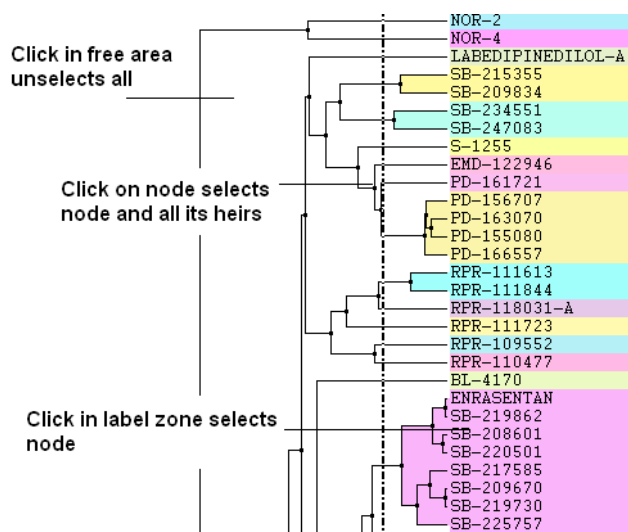 Click in free area
unselects all
Click on node selects
node and all its heirs
Click in label zone selects
node
NOR-2
NOR-4
LABEDIPINEDILOL-A
SB-215355
SB-209834
SB-234551
SB-247083
S-1255
EMD-122946
PD-161721
PD-156707
PD-163070
PD-155080
PD-166557
RPR-111613
RPR-111844
RPR-118031-A
RPR-111723
RPR-109552
RPR-110477
BL-4170
ENRASENTAN
SB-219862
SB-208601
SB-220501
SB-217585
SB-209670
SB-219730
SB-225757